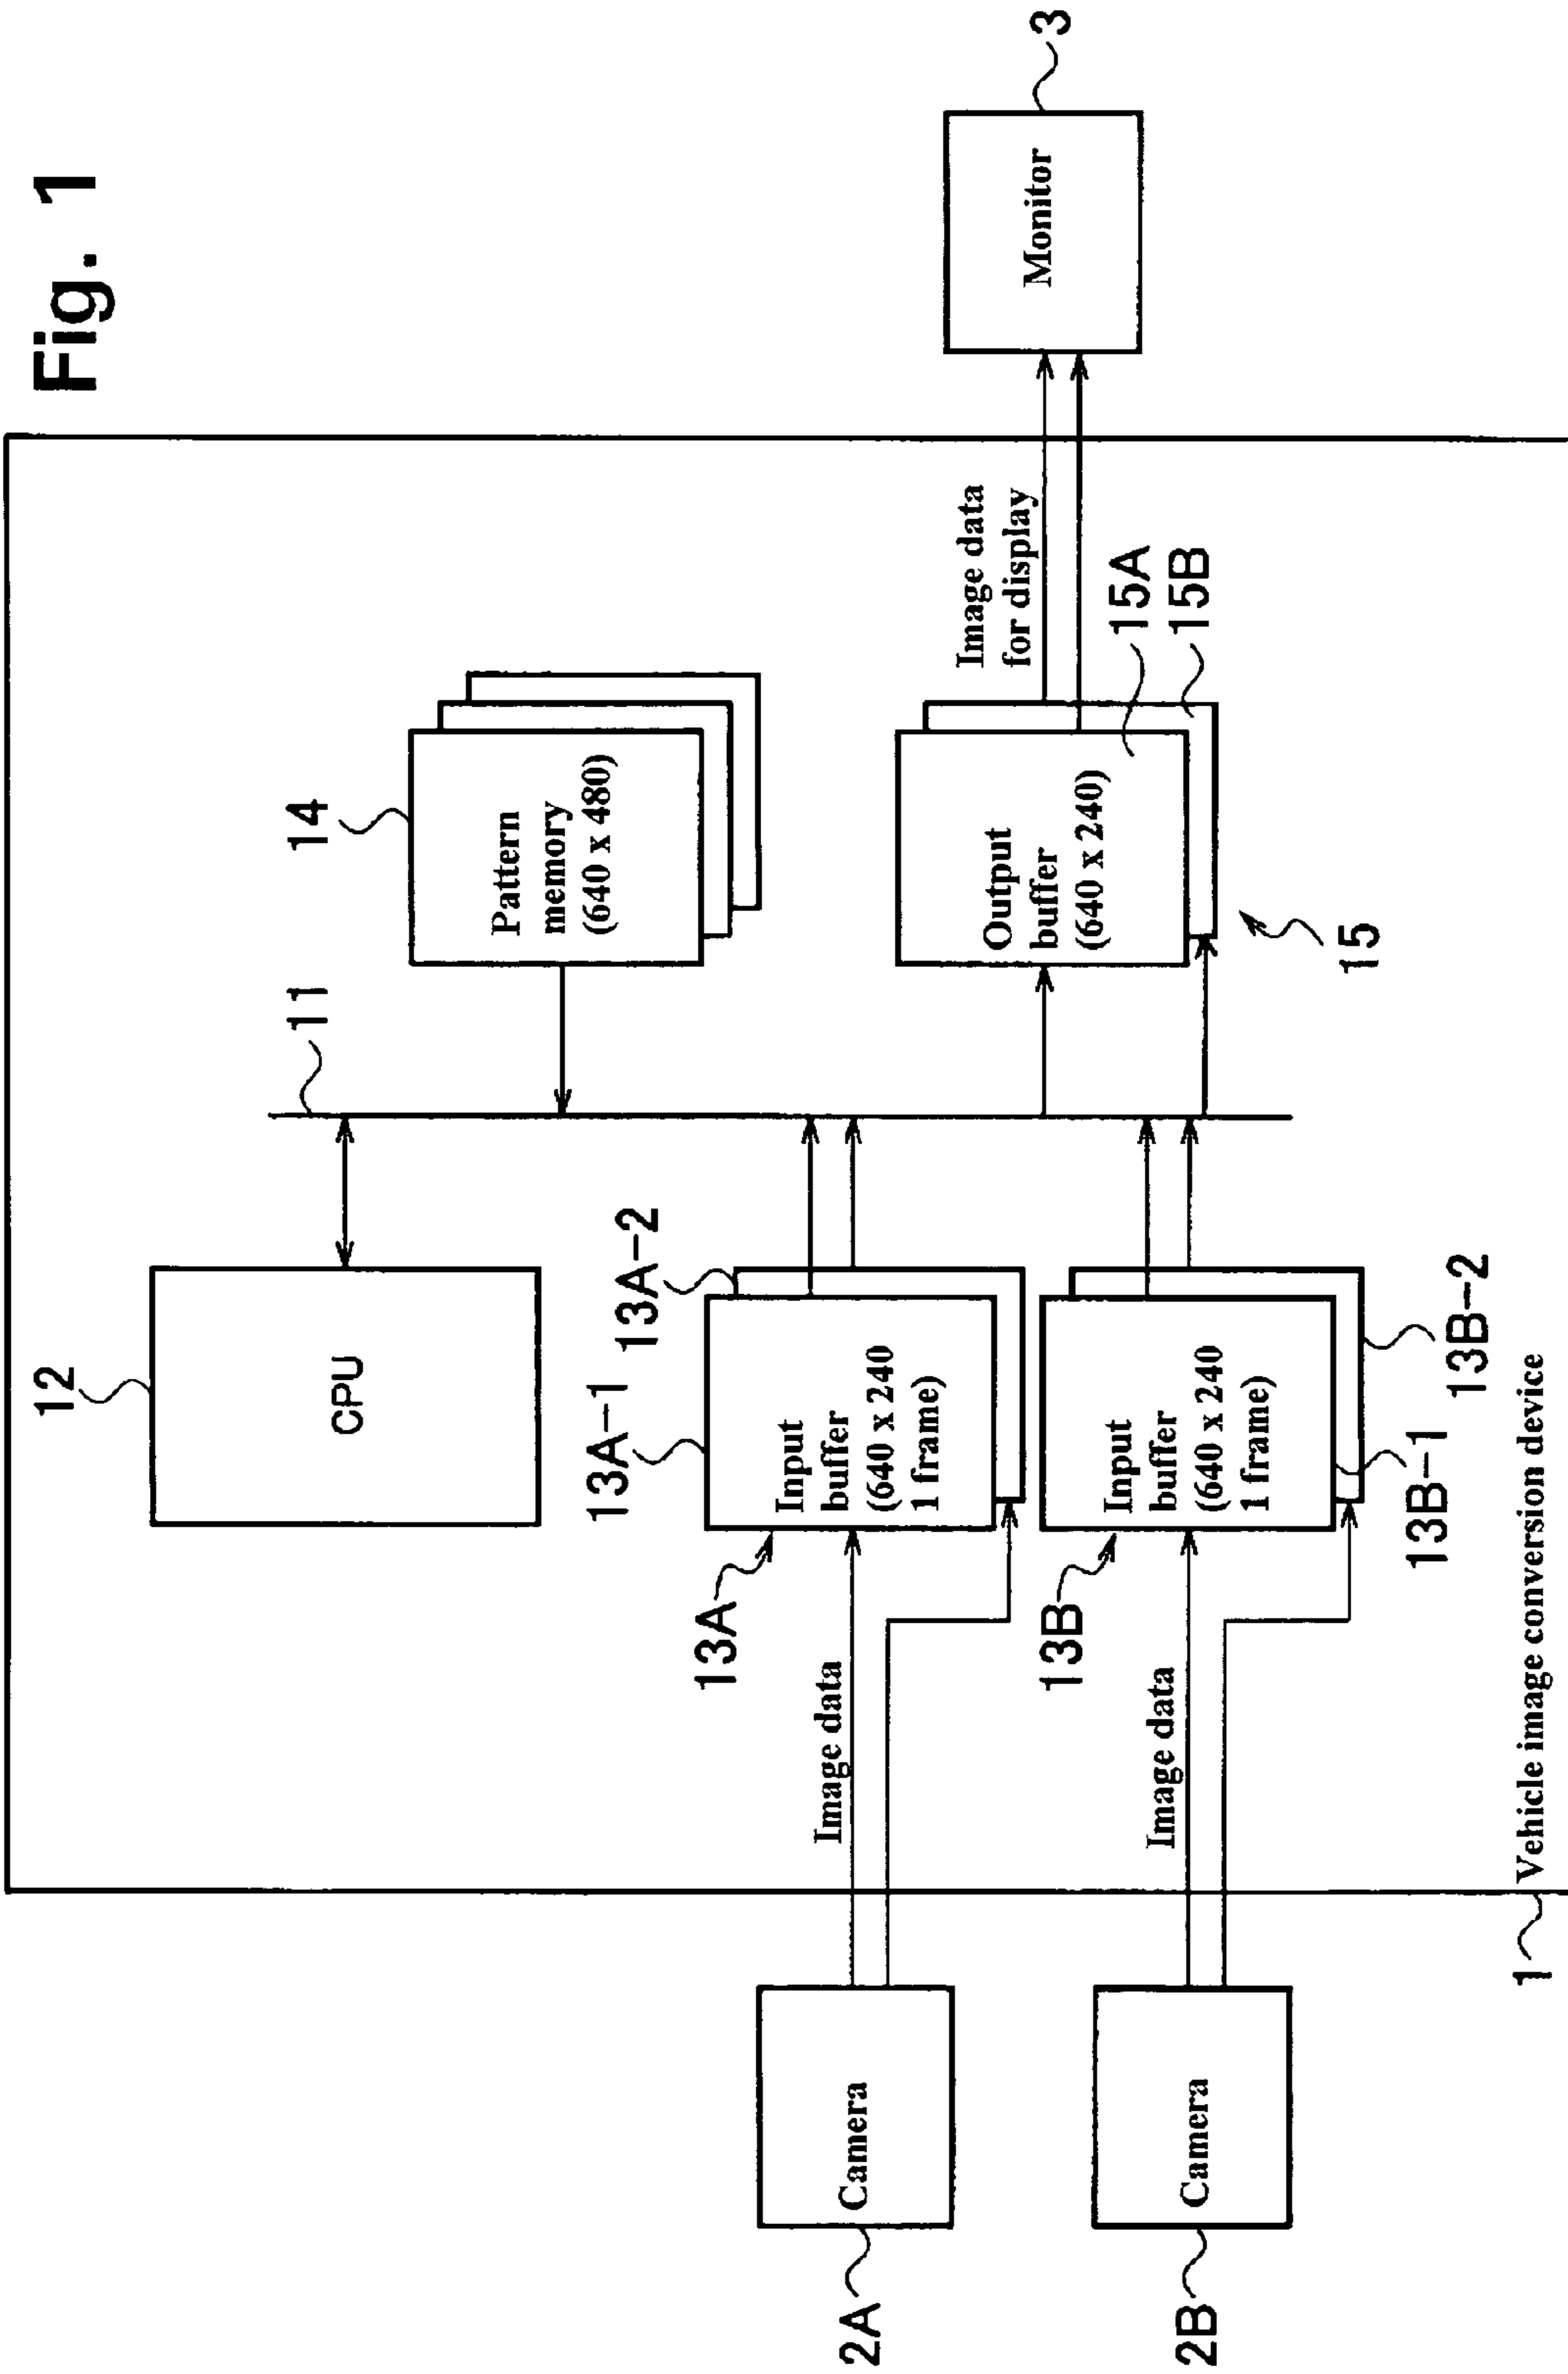 Fig. 1
12
CPU
11
14
Pattern
memory
(640 x 480)
13A-1
13A-2
13A
Input
buffer
(640 x 240
1 frame)
Image data
Camera
2A
Output
buffer
(640 x 240)
15
15A
15B
Image data
for display
Monitor
3
13B
Input
buffer
(640 x 240
1 frame)
13B-1
13B-2
Image data
Camera
2B
1
Vehicle image conversion device